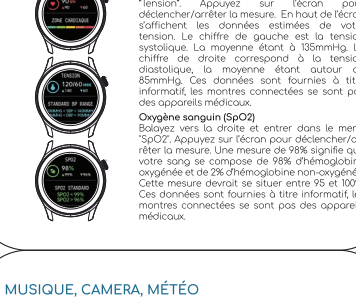 "Tension". Appuyez sur l'écran pour
déclencher/arrêter la mesure. En haut de l'écran
s'affichent les données estimées de votre
tension. Le chiffre de gauche est la tension
systolique. La moyenne étant à 135mmHg. Le
chiffre de droite correspond à la tension
diastolique, la moyenne étant autour de
85mmHg. Ces données sont fournies à titre
informatif, les montres connectées se sont pas
des appareils médicaux.
Oxygène sanguin (SpO2)
Balayez vers la droite et entrer dans le menu
"SpO2". Appuyez sur l'écran pour déclencher/ar-
rêter la mesure. Une mesure de 98% signifie que
votre sang se compose de 98% d'hémoglobine
oxygénée et de 2% d'hémoglobine non-oxygénée.
Cette mesure devrait se situer entre 95 et 100%.
Ces données sont fournies à titre informatif, les
montres connectées se sont pas des appareils
médicaux.
ZONE CARDIAQUE
TENSION
120/60
STANDARD BP RANGE
SPO2
98%
SPO2 STANDARD
MUSIQUE, CAMERA, MÉTÉO